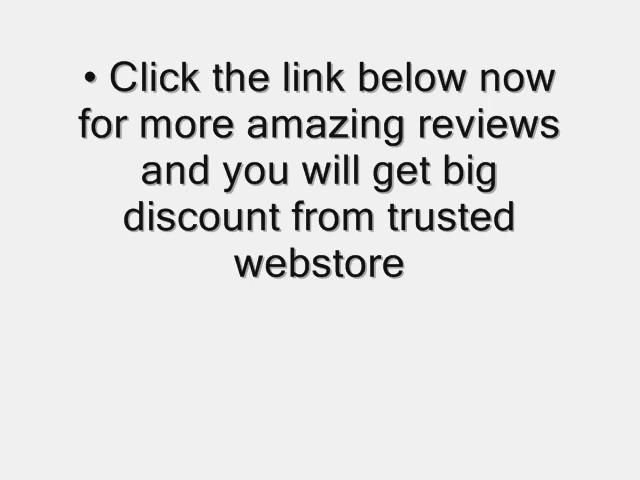 • Click the link below now
for more amazing reviews
and you will get big
discount from trusted
webstore